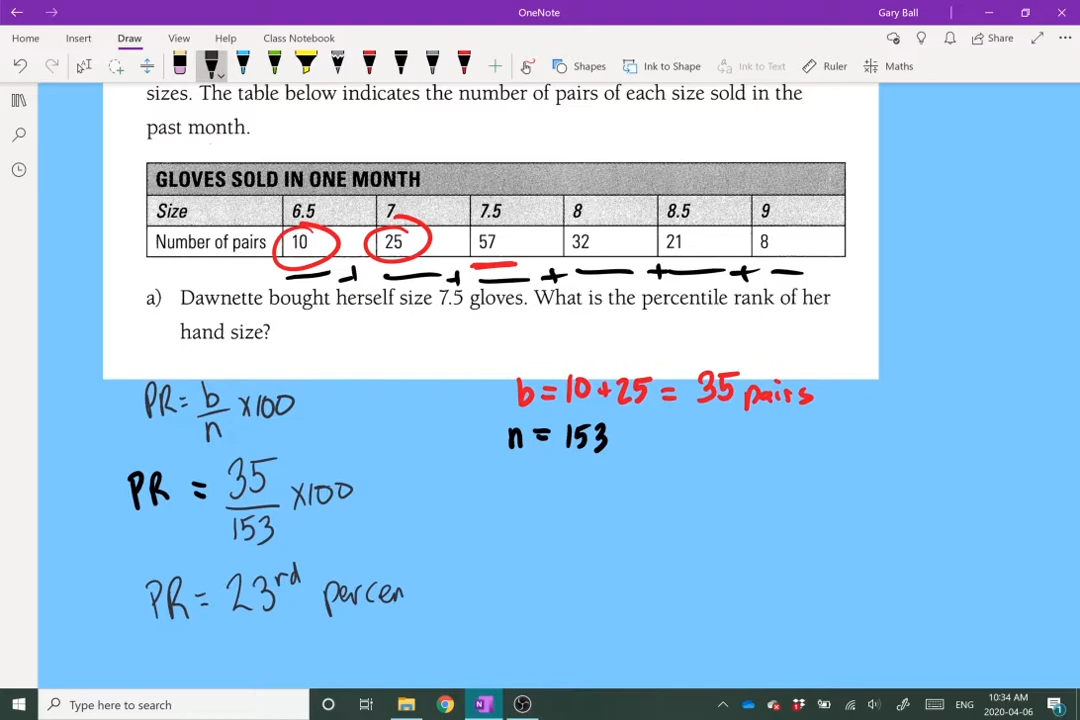 OneNote
Gary Ball
Home Insert Draw View Help Class Notebook
Share
Shapes Ink to Shape Ink to Text Ruler Maths
sizes. The table below indicates the number of pairs of each size sold in the
past month.
GLOVES SOLD IN ONE MONTH
Size 6.5 7 7.5 8 8.5 9
Number of pairs 10 25 57 32 21 8
+ + + + +
a) Dawnette bought herself size 7.5 gloves. What is the percentile rank of her
hand size?
PR = b/n ×100
b = 10 + 25 = 35 pairs
n = 153
PR = 35/153 ×100
PR = 23rd percen
Type here to search
ENG
10:34 AM
2020-04-06
1